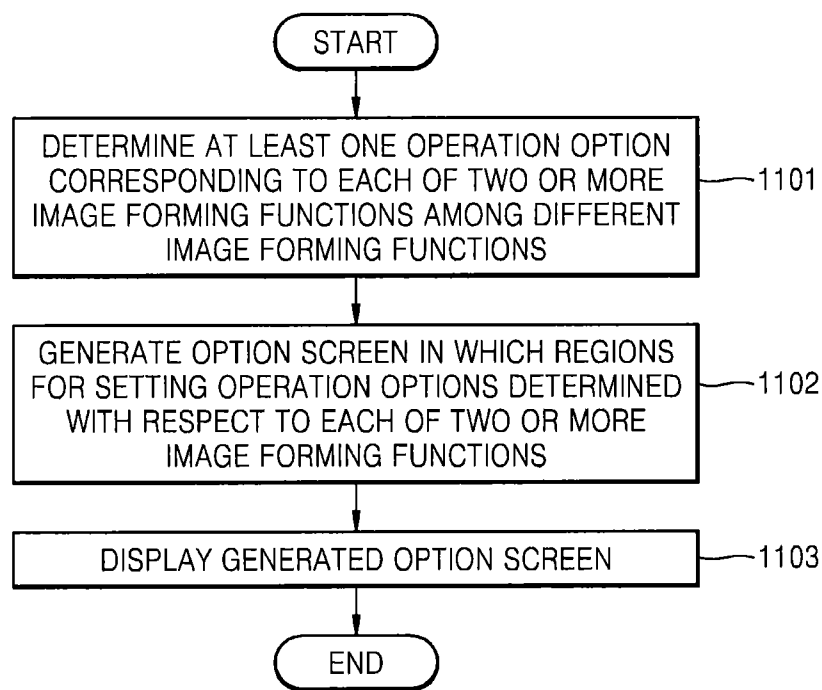 START
DETERMINE AT LEAST ONE OPERATION OPTION
CORRESPONDING TO EACH OF TWO OR MORE
IMAGE FORMING FUNCTIONS AMONG DIFFERENT
IMAGE FORMING FUNCTIONS
1101
GENERATE OPTION SCREEN IN WHICH REGIONS
FOR SETTING OPERATION OPTIONS DETERMINED
WITH RESPECT TO EACH OF TWO OR MORE
IMAGE FORMING FUNCTIONS
1102
DISPLAY GENERATED OPTION SCREEN
1103
END